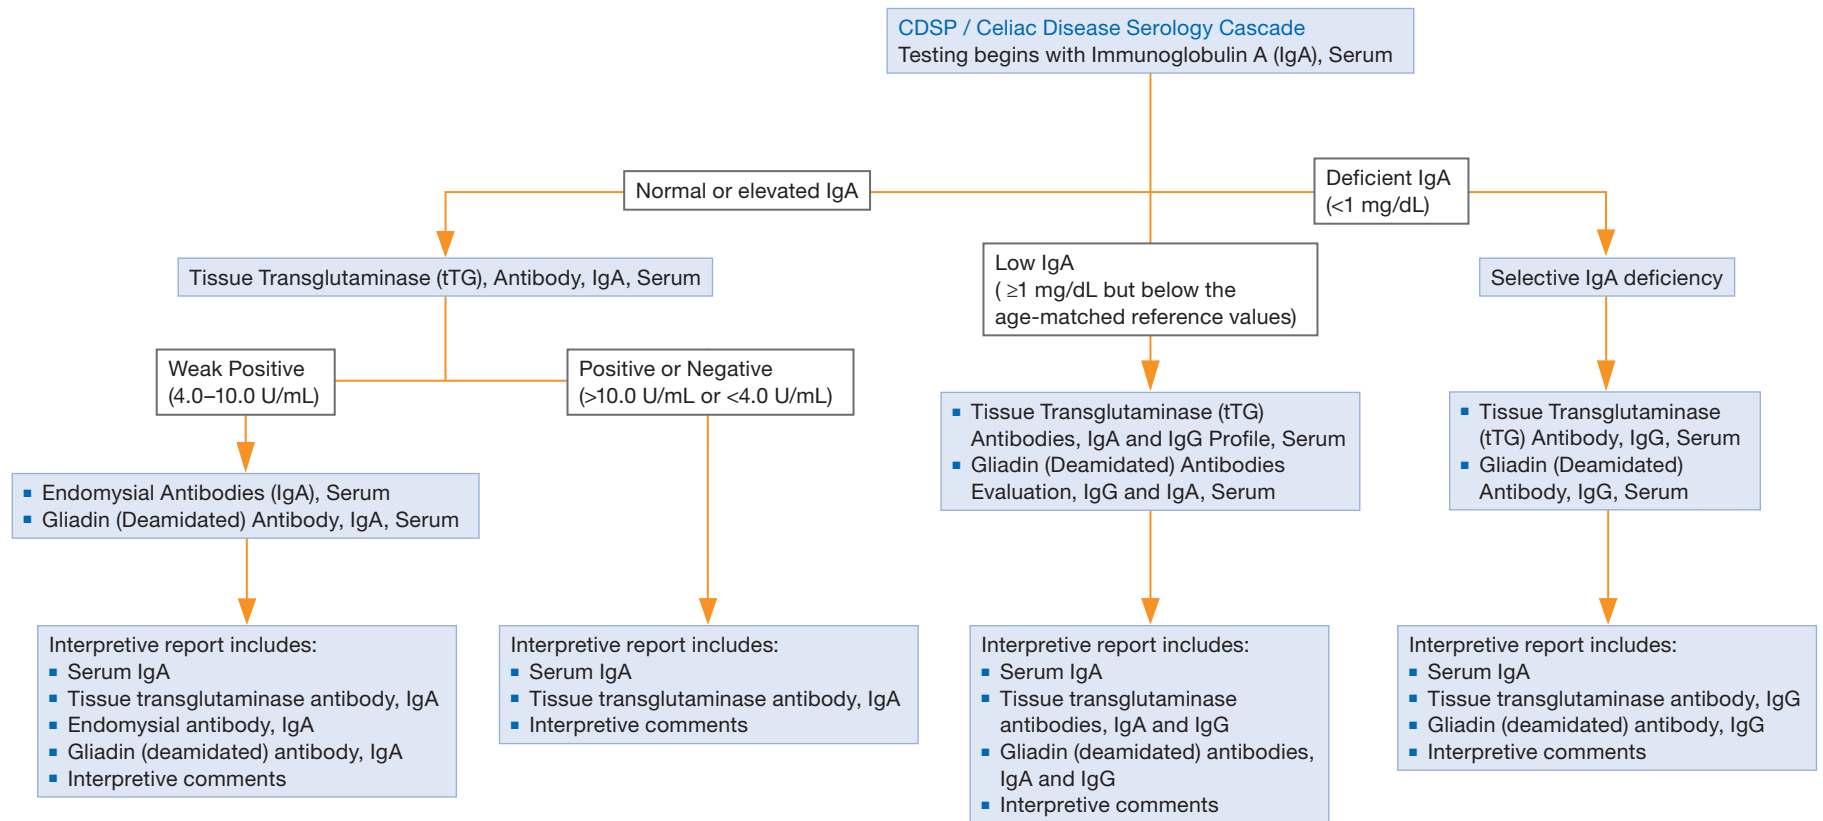 CDSP / Celiac Disease Serology Cascade
Testing begins with Immunoglobulin A (IgA), Serum
Normal or elevated IgA
Deficient IgA
(<1 mg/dL)
Low IgA
( ≥1 mg/dL but below the
age-matched reference values)
Tissue Transglutaminase (tTG), Antibody, IgA, Serum
Selective IgA deficiency
Weak Positive
(4.0–10.0 U/mL)
Positive or Negative
(>10.0 U/mL or <4.0 U/mL)
▪ Endomysial Antibodies (IgA), Serum
▪ Gliadin (Deamidated) Antibody, IgA, Serum
▪ Tissue Transglutaminase (tTG)
Antibodies, IgA and IgG Profile, Serum
▪ Gliadin (Deamidated) Antibodies
Evaluation, IgG and IgA, Serum
▪ Tissue Transglutaminase
(tTG) Antibody, IgG, Serum
▪ Gliadin (Deamidated)
Antibody, IgG, Serum
Interpretive report includes:
▪ Serum IgA
▪ Tissue transglutaminase antibody, IgA
▪ Endomysial antibody, IgA
▪ Gliadin (deamidated) antibody, IgA
▪ Interpretive comments
Interpretive report includes:
▪ Serum IgA
▪ Tissue transglutaminase antibody, IgA
▪ Interpretive comments
Interpretive report includes:
▪ Serum IgA
▪ Tissue transglutaminase
antibodies, IgA and IgG
▪ Gliadin (deamidated) antibodies,
IgA and IgG
▪ Interpretive comments
Interpretive report includes:
▪ Serum IgA
▪ Tissue transglutaminase antibody, IgG
▪ Gliadin (deamidated) antibody, IgG
▪ Interpretive comments